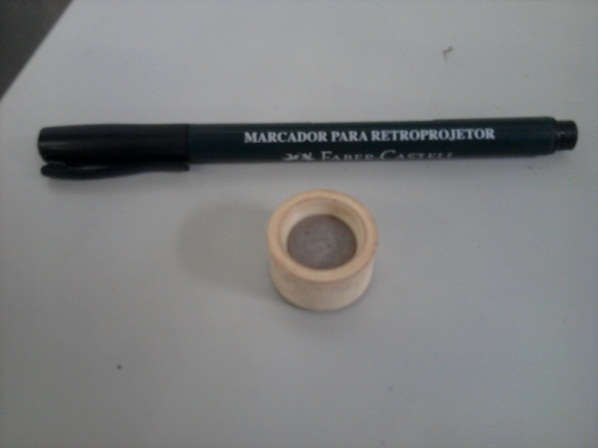 MARCADOR PARA RETROPROJETOR
FABER-CASTELL